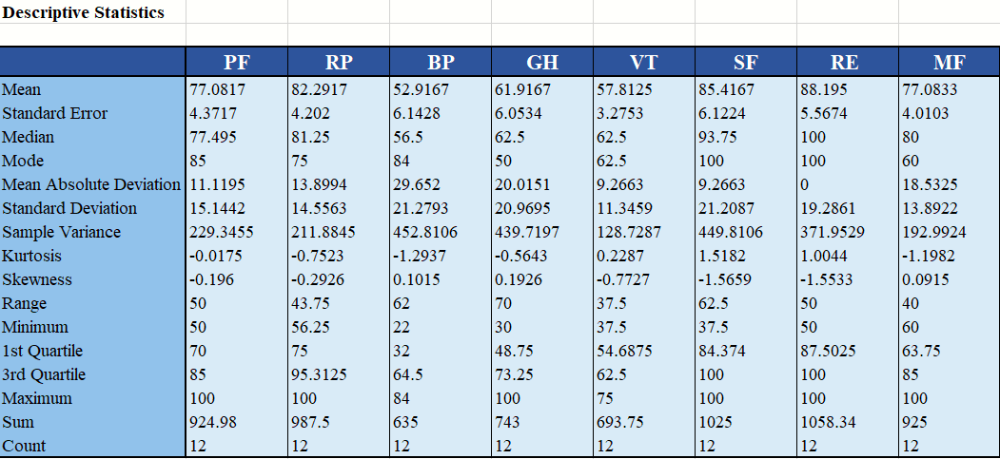 Descriptive Statistics
PF RP BP GH VT SF RE MF
Mean 77.0817 82.2917 52.9167 61.9167 57.8125 85.4167 88.195 77.0833
Standard Error 4.3717 4.202 6.1428 6.0534 3.2753 6.1224 5.5674 4.0103
Median 77.495 81.25 56.5 62.5 62.5 93.75 100 80
Mode 85 75 84 50 62.5 100 100 60
Mean Absolute Deviation 11.1195 13.8994 29.652 20.0151 9.2663 9.2663 0 18.5325
Standard Deviation 15.1442 14.5563 21.2793 20.9695 11.3459 21.2087 19.2861 13.8922
Sample Variance 229.3455 211.8845 452.8106 439.7197 128.7287 449.8106 371.9529 192.9924
Kurtosis -0.0175 -0.7523 -1.2937 -0.5643 0.2287 1.5182 1.0044 -1.1982
Skewness -0.196 -0.2926 0.1015 0.1926 -0.7727 -1.5659 -1.5533 0.0915
Range 50 43.75 62 70 37.5 62.5 50 40
Minimum 50 56.25 22 30 37.5 37.5 50 60
1st Quartile 70 75 32 48.75 54.6875 84.374 87.5025 63.75
3rd Quartile 85 95.3125 64.5 73.25 62.5 100 100 85
Maximum 100 100 84 100 75 100 100 100
Sum 924.98 987.5 635 743 693.75 1025 1058.34 925
Count 12 12 12 12 12 12 12 12